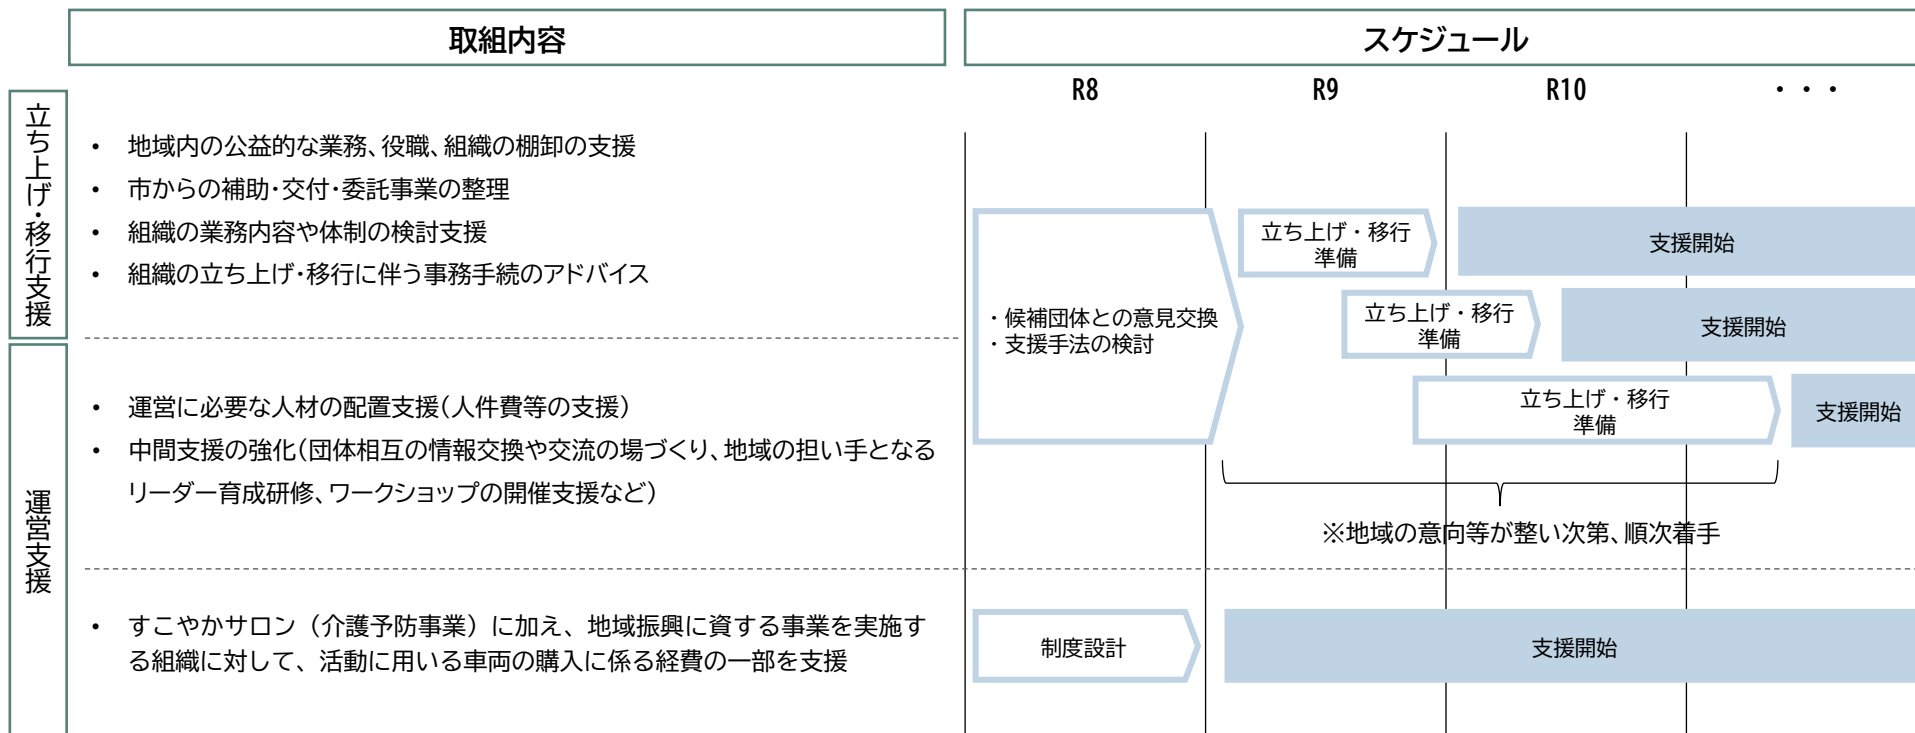 取組内容
スケジュール
R8
R9
R10
・・・
立ち上げ・移行支援
• 地域内の公益的な業務、役職、組織の棚卸の支援
• 市からの補助・交付・委託事業の整理
• 組織の業務内容や体制の検討支援
• 組織の立ち上げ・移行に伴う事務手続のアドバイス
・候補団体との意見交換
・支援手法の検討
立ち上げ・移行
準備
支援開始
立ち上げ・移行
準備
支援開始
立ち上げ・移行
準備
支援開始
※地域の意向等が整い次第、順次着手
運営支援
• 運営に必要な人材の配置支援(人件費等の支援)
• 中間支援の強化(団体相互の情報交換や交流の場づくり、地域の担い手となる
リーダー育成研修、ワークショップの開催支援など)
• すこやかサロン（介護予防事業）に加え、地域振興に資する事業を実施す
る組織に対して、活動に用いる車両の購入に係る経費の一部を支援
制度設計
支援開始